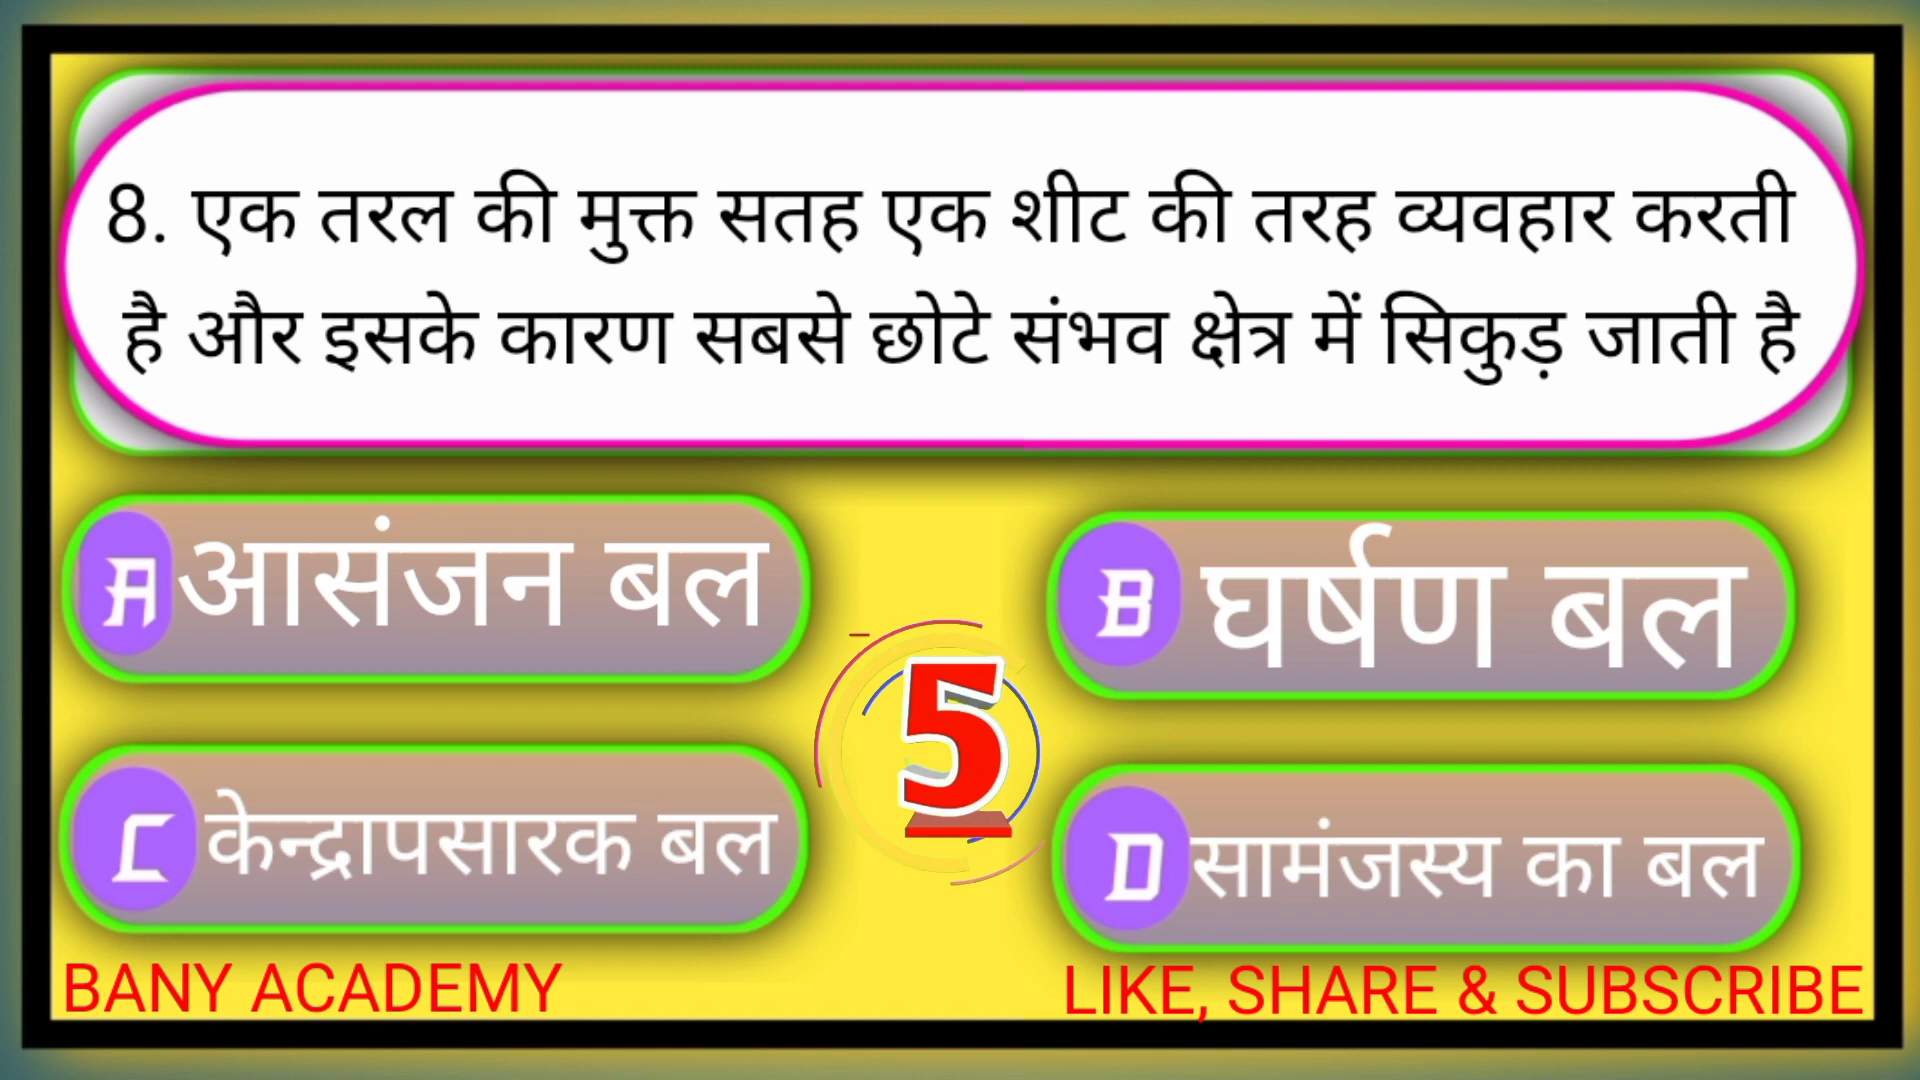 8. एक तरल की मुक्त सतह एक शीट की तरह व्यवहार करती
है और इसके कारण सबसे छोटे संभव क्षेत्र में सिकुड़ जाती है
A आसंजन बल
B घर्षण बल
5
C केन्द्रापसारक बल
D सामंजस्य का बल
BANY ACADEMY
LIKE, SHARE & SUBSCRIBE